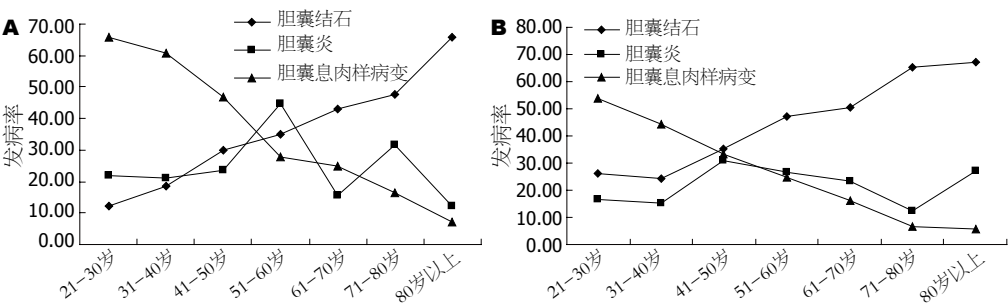 A
发病率
70.00
60.00
50.00
40.00
30.00
20.00
10.00
0.00
胆囊结石
胆囊炎
胆囊息肉样病变
21-30岁
31-40岁
41-50岁
51-60岁
61-70岁
71-80岁
80岁以上
B
发病率
80.00
70.00
60.00
50.00
40.00
30.00
20.00
10.00
0.00
胆囊结石
胆囊炎
胆囊息肉样病变
21-30岁
31-40岁
41-50岁
51-60岁
61-70岁
71-80岁
80岁以上